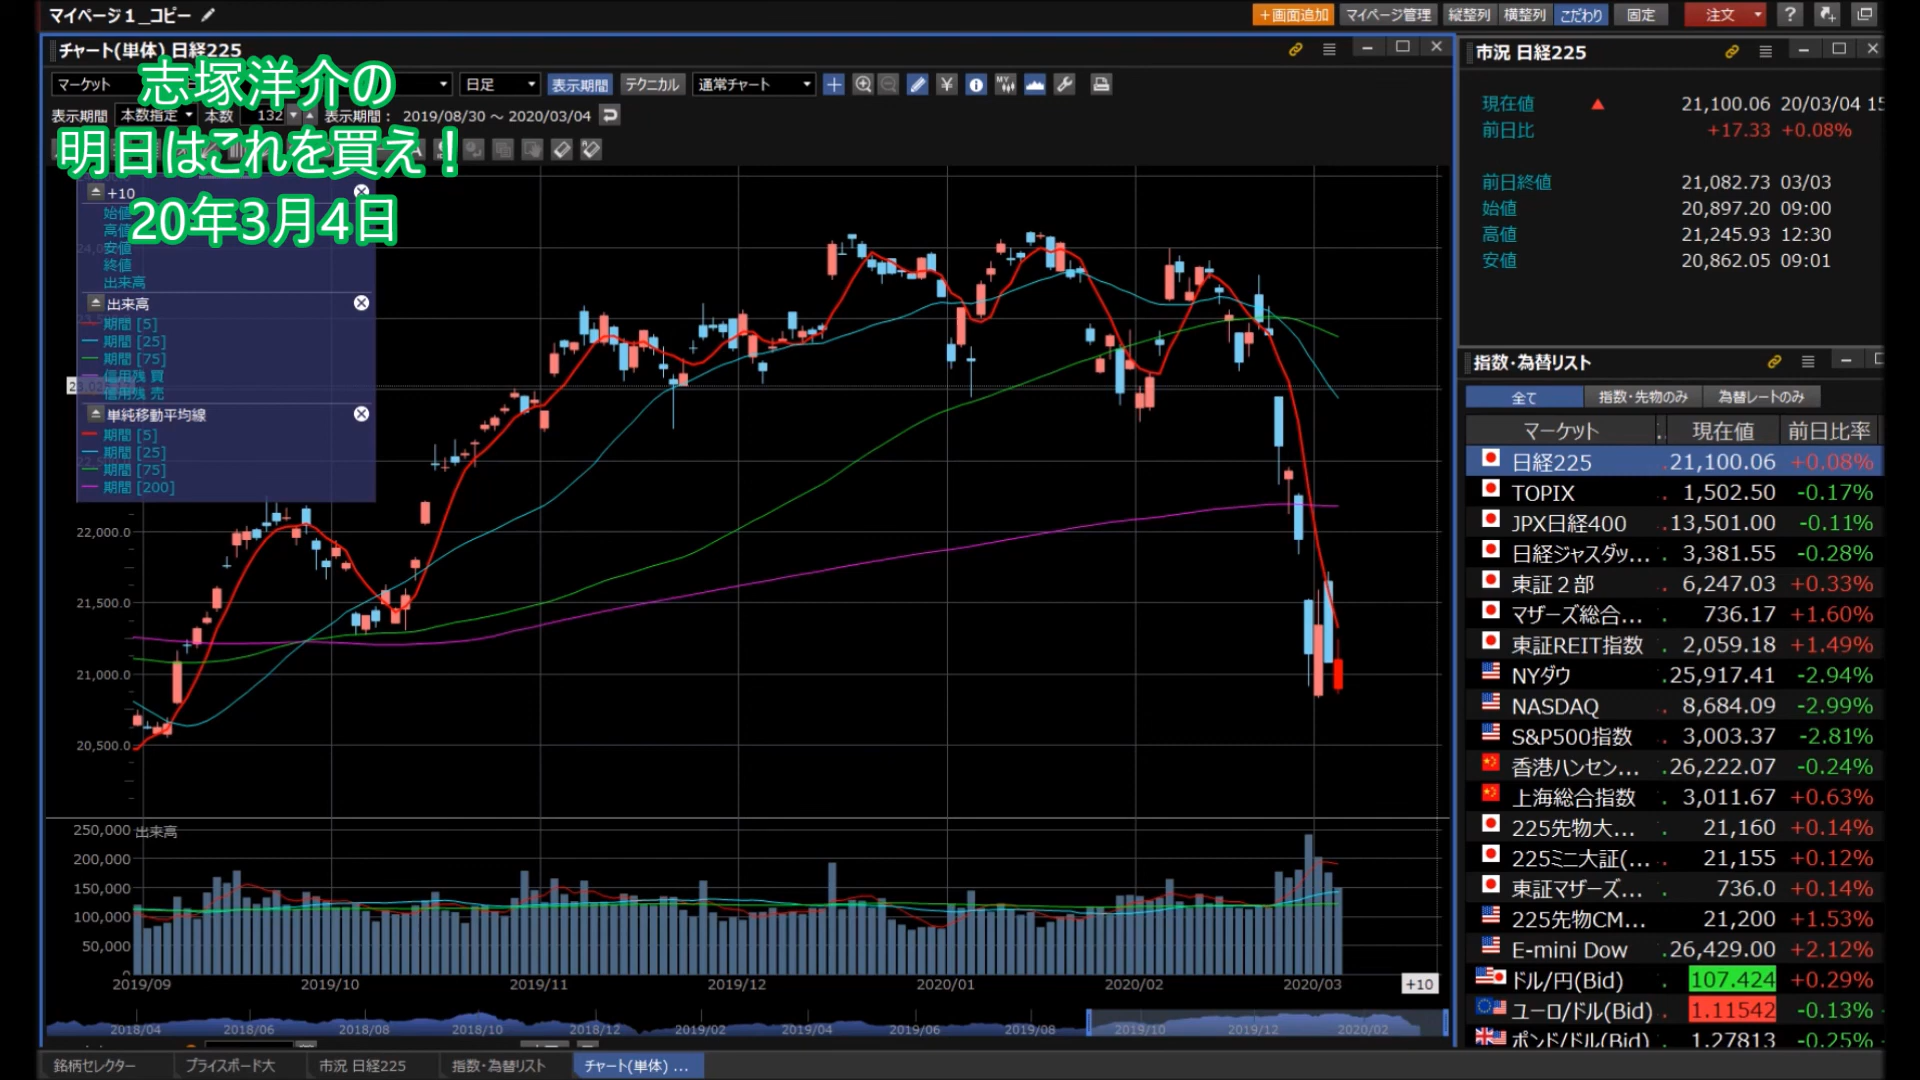 マイページ１_コピー
＋画面追加 マイページ管理 縦整列 横整列 こだわり 固定 注文 ?
チャート(単体) 日経225
マーケット 日足 表示期間 テクニカル 通常チャート
表示期間 本数指定 本数 132 表示期間： 2019/08/30 ～ 2020/03/04
志塚洋介の
明日はこれを買え！
20年3月4日
+10
始値
高値
安値
終値
出来高
出来高
期間 [5]
期間 [25]
期間 [75]
信用残 買
信用残 売
単純移動平均線
期間 [5]
期間 [25]
期間 [75]
期間 [200]
22,000.0
21,500.0
21,000.0
20,500.0
250,000 出来高
200,000
150,000
100,000
50,000
0
2019/09 2019/10 2019/11 2019/12 2020/01 2020/02 2020/03 +10
2018/04 2018/06 2018/08 2018/10 2018/12 2019/02 2019/04 2019/06 2019/08 2019/10 2019/12 2020/02
銘柄セレクター プライスボード大 市況 日経225 指数・為替リスト チャート(単体) ...
市況 日経225
現在値 ▲ 21,100.06 20/03/04 15
前日比 +17.33 +0.08%
前日終値 21,082.73 03/03
始値 20,897.20 09:00
高値 21,245.93 12:30
安値 20,862.05 09:01
指数・為替リスト
全て 指数・先物のみ 為替レートのみ
マーケット 現在値 前日比率
日経225 21,100.06 +0.08%
TOPIX 1,502.50 -0.17%
JPX日経400 13,501.00 -0.11%
日経ジャスダッ... 3,381.55 -0.28%
東証２部 6,247.03 +0.33%
マザーズ総合... 736.17 +1.60%
東証REIT指数 2,059.18 +1.49%
NYダウ 25,917.41 -2.94%
NASDAQ 8,684.09 -2.99%
S&P500指数 3,003.37 -2.81%
香港ハンセン... 26,222.07 -0.24%
上海総合指数 3,011.67 +0.63%
225先物大... 21,160 +0.14%
225ミニ大証(... 21,155 +0.12%
東証マザーズ... 736.0 +0.14%
225先物CM... 21,200 +1.53%
E-mini Dow 26,429.00 +2.12%
ドル/円(Bid) 107.424 +0.29%
ユーロ/ドル(Bid) 1.11542 -0.13%
ポンド/ドル(Bid) 1.27813 -0.25%